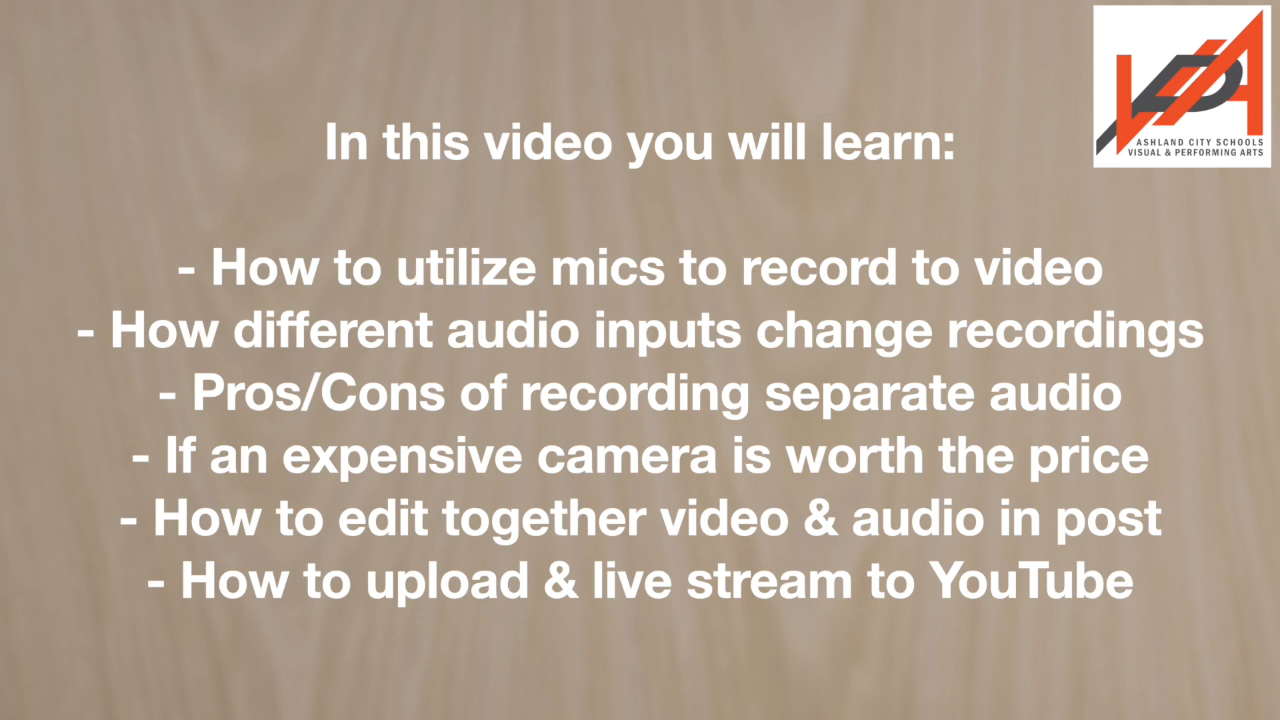 VPA
ASHLAND CITY SCHOOLS
VISUAL & PERFORMING ARTS
In this video you will learn:
- How to utilize mics to record to video
- How different audio inputs change recordings
- Pros/Cons of recording separate audio
- If an expensive camera is worth the price
- How to edit together video & audio in post
- How to upload & live stream to YouTube